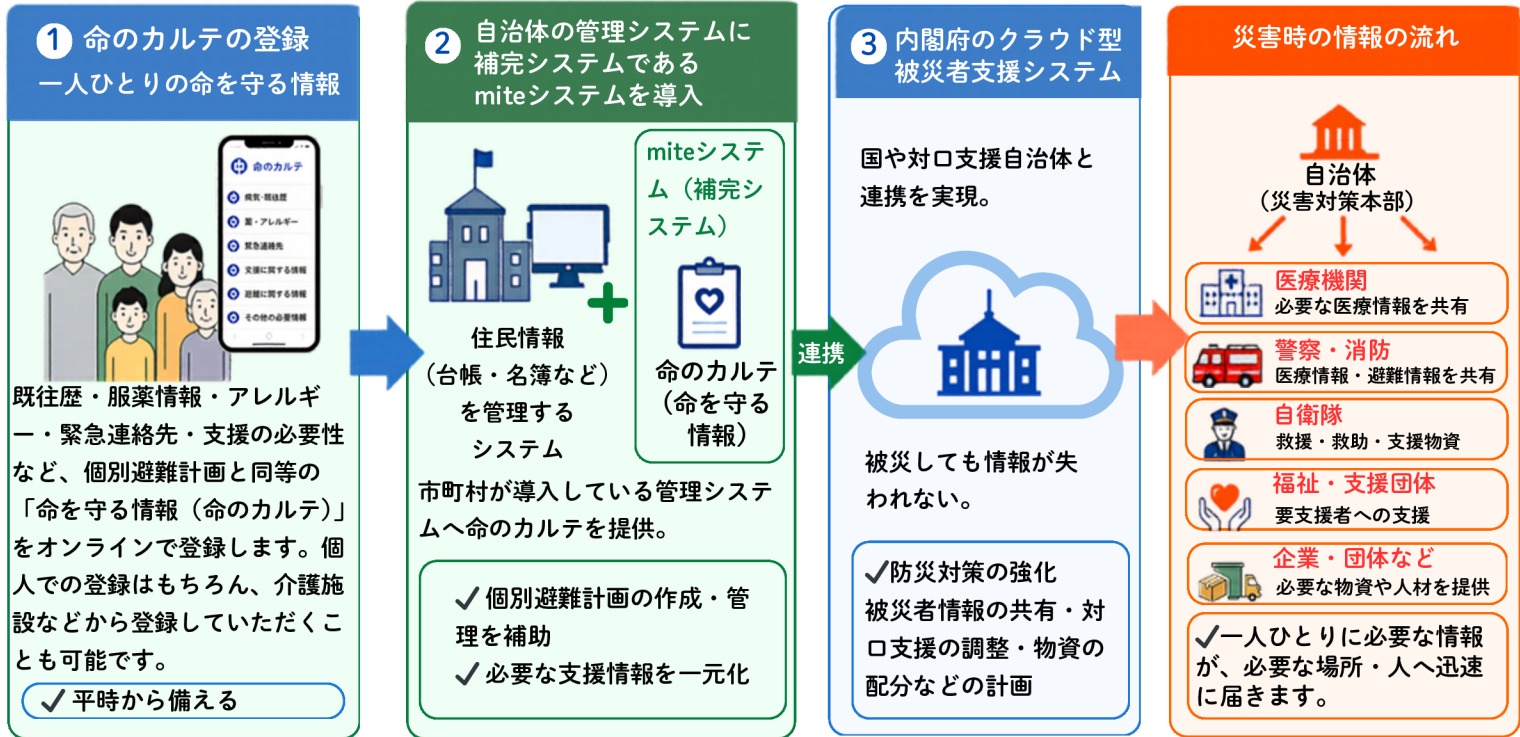 1 命のカルテの登録
一人ひとりの命を守る情報
命のカルテ
病気・既往歴
薬・アレルギー
緊急連絡先
支援に関する情報
避難に関する情報
その他の必要情報
既往歴・服薬情報・アレルギ
ー・緊急連絡先・支援の必要性
など、個別避難計画と同等の
「命を守る情報（命のカルテ）」
をオンラインで登録します。個
人での登録はもちろん、介護施
設などから登録していただくこ
とも可能です。
✓ 平時から備える
2 自治体の管理システムに
補完システムである
miteシステムを導入
miteシステ
ム（補完シ
ステム）
住民情報
（台帳・名簿など）
を管理する
システム
命のカルテ
（命を守る
情報）
市町村が導入している管理システ
ムへ命のカルテを提供。
✓ 個別避難計画の作成・管
理を補助
✓ 必要な支援情報を一元化
連携
3 内閣府のクラウド型
被災者支援システム
国や対口支援自治体と
連携を実現。
被災しても情報が失
われない。
✓防災対策の強化
被災者情報の共有・対
口支援の調整・物資の
配分などの計画
災害時の情報の流れ
自治体
（災害対策本部）
医療機関
必要な医療情報を共有
警察・消防
医療情報・避難情報を共有
自衛隊
救援・救助・支援物資
福祉・支援団体
要支援者への支援
企業・団体など
必要な物資や人材を提供
✓一人ひとりに必要な情報
が、必要な場所・人へ迅速
に届きます。